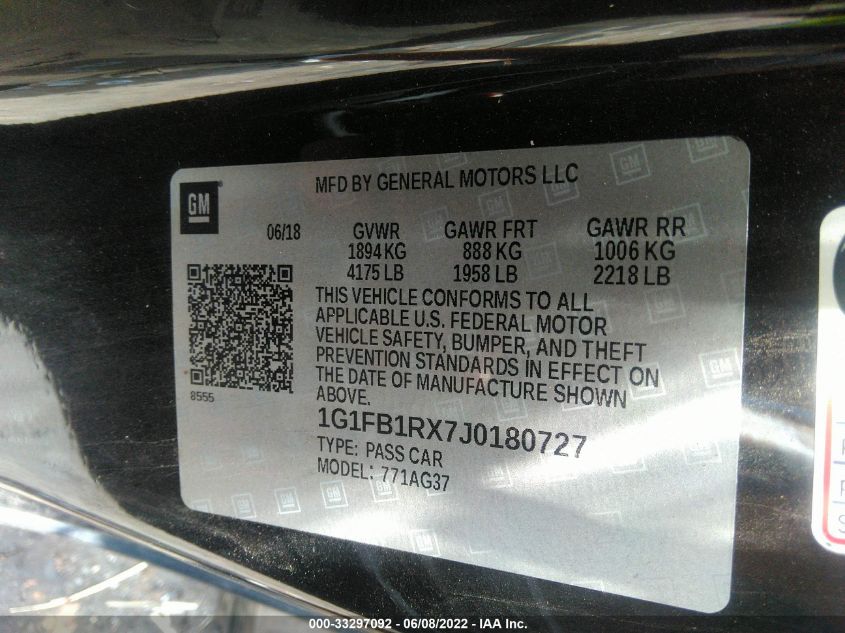 MFD BY GENERAL MOTORS LLC
GM
06/18
GVWR GAWR FRT GAWR RR
1894 KG 888 KG 1006 KG
4175 LB 1958 LB 2218 LB
THIS VEHICLE CONFORMS TO ALL
APPLICABLE U.S. FEDERAL MOTOR
VEHICLE SAFETY, BUMPER, AND THEFT
PREVENTION STANDARDS IN EFFECT ON
THE DATE OF MANUFACTURE SHOWN
ABOVE.
8555
1G1FB1RX7J0180727
TYPE: PASS CAR
MODEL: 771AG37
000-33297092 - 06/08/2022 - IAA Inc.